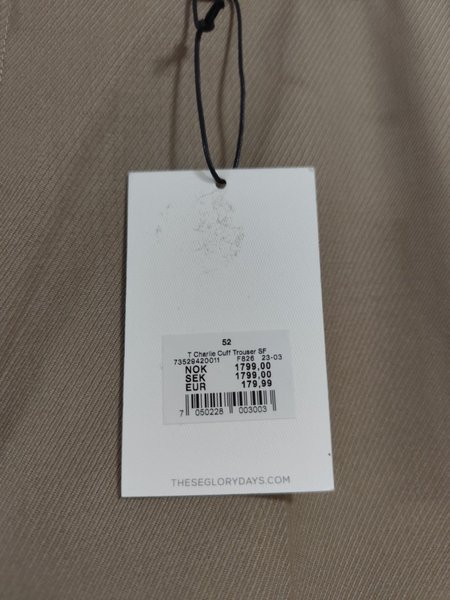 52
T Charlie Cuff Trouser SF
73529420011 F826 23-03
NOK 1799,00
SEK 1799,00
EUR 179,99
7 050228 003003
THESEGLORYDAYS.COM